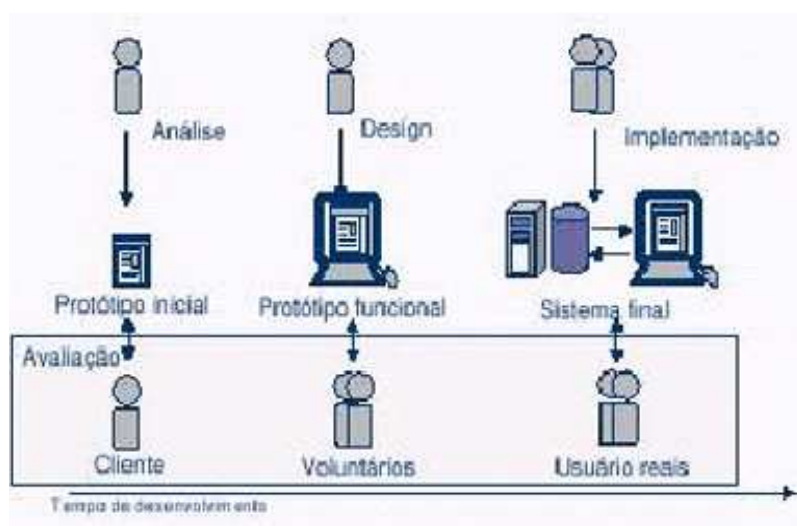 Análise
Design
Implementação
Protótipo inicial
Protótipo funcional
Sistema final
Avaliação
Cliente
Voluntários
Usuário reais
Tempo de desenvolvimento